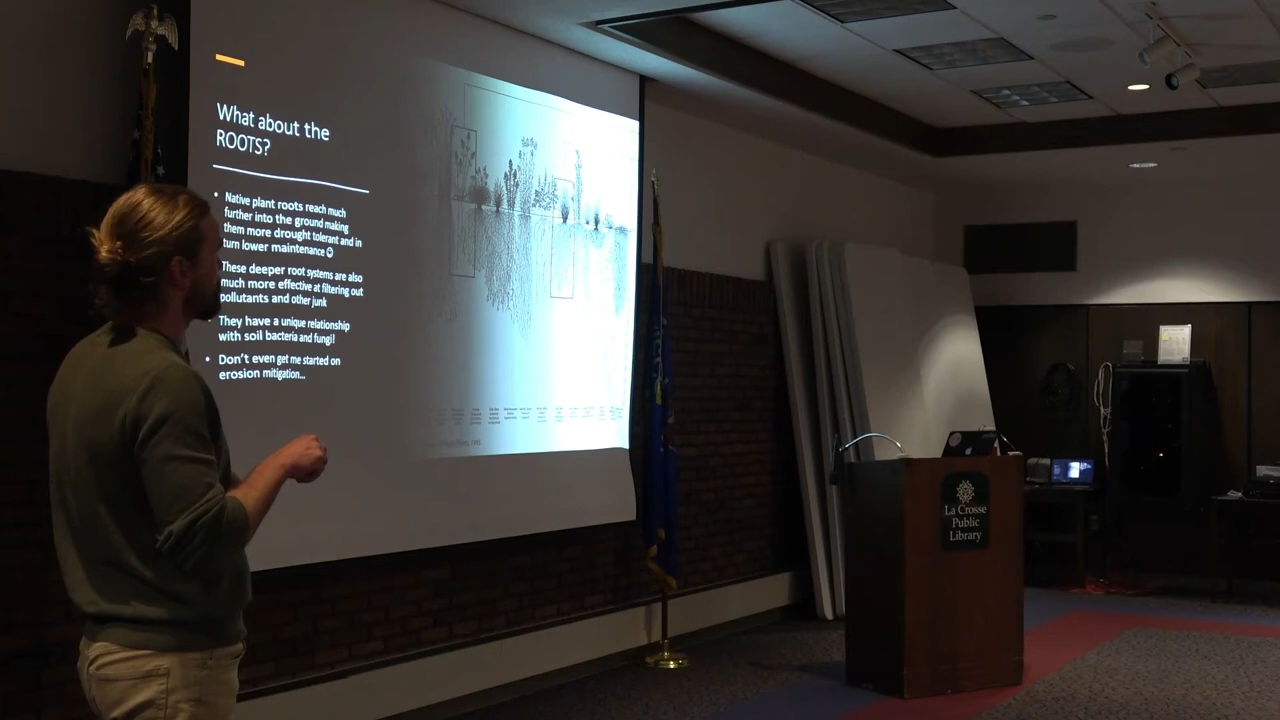 What about the
ROOTS?
• Native plant roots reach much
further into the ground making
them more drought tolerant and in
turn lower maintenance ☺
These deeper root systems are also
much more effective at filtering out
pollutants and other junk
• They have a unique relationship
with soil bacteria and fungi!
• Don't even get me started on
erosion mitigation...
La Crosse
Public
Library